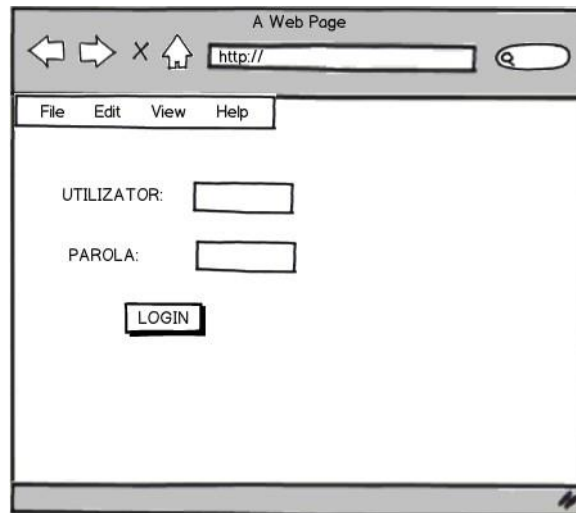 A Web Page
http://
File Edit View Help
UTILIZATOR:
PAROLA:
LOGIN